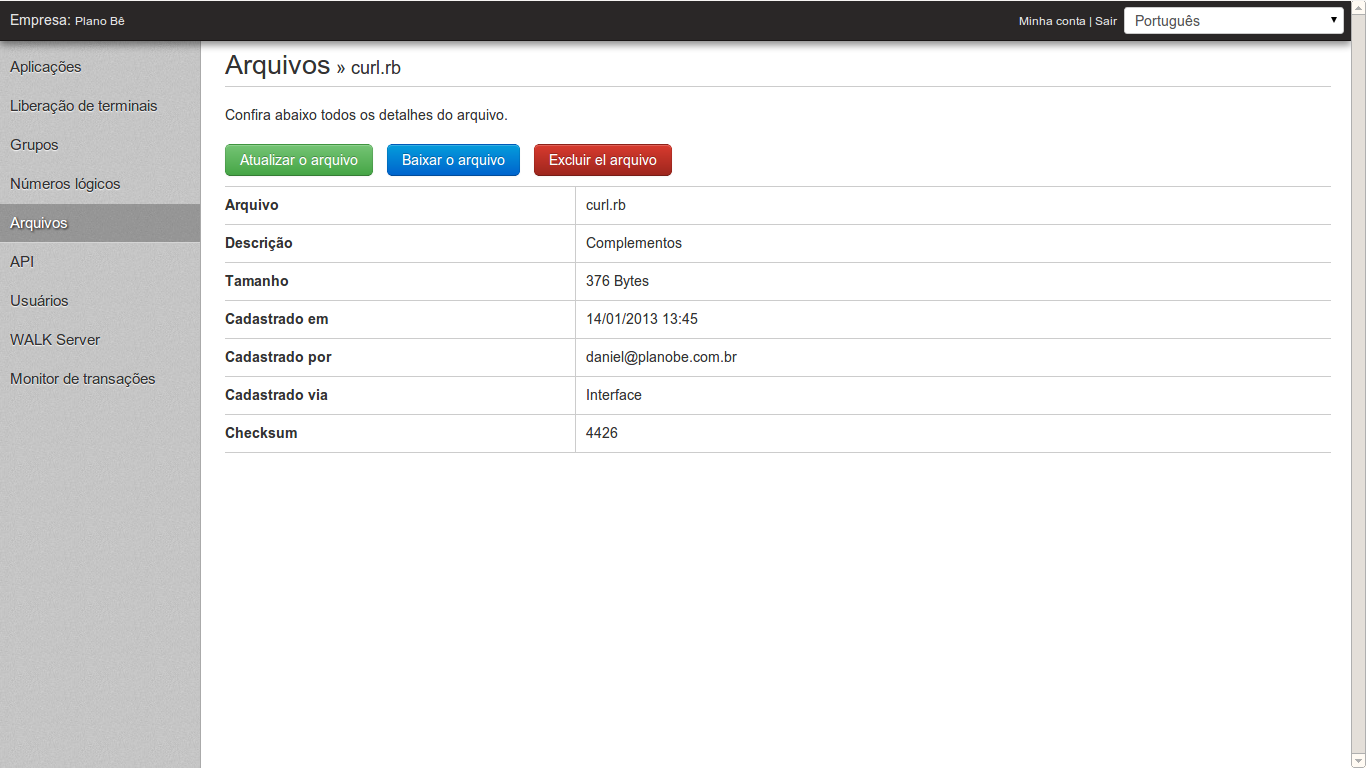 Empresa: Plano Bê
Minha conta | Sair
Português
Aplicações
Liberação de terminais
Grupos
Números lógicos
Arquivos
API
Usuários
WALK Server
Monitor de transações
Arquivos » curl.rb
Confira abaixo todos os detalhes do arquivo.
Atualizar o arquivo
Baixar o arquivo
Excluir el arquivo
Arquivo curl.rb
Descrição Complementos
Tamanho 376 Bytes
Cadastrado em 14/01/2013 13:45
Cadastrado por daniel@planobe.com.br
Cadastrado via Interface
Checksum 4426